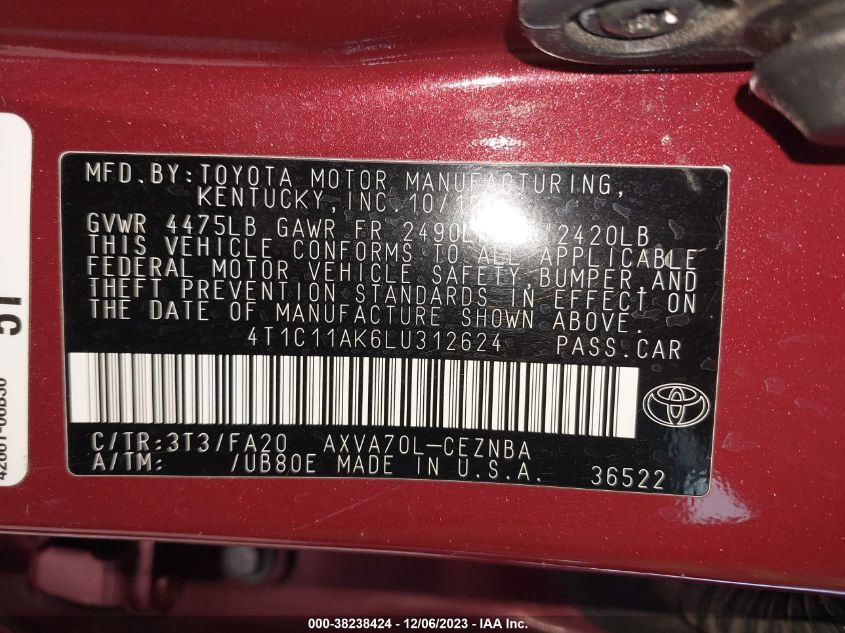 MFD.BY:TOYOTA MOTOR MANUFACTURING,
KENTUCKY, INC. 10/
GVWR 4475LB GAWR FR 2490L 2420LB
THIS VEHICLE CONFORMS TO ALL APPLICABLE
FEDERAL MOTOR VEHICLE SAFETY, BUMPER, AND
THEFT PREVENTION STANDARDS IN EFFECT ON
THE DATE OF MANUFACTURE SHOWN ABOVE.
4T1C11AK6LU312624 PASS.CAR
C/TR:3T3/FA20 AXVA70L-CEZNBA
A/TM: /UB80E MADE IN U.S.A. 36522
000-38238424 - 12/06/2023 - IAA Inc.